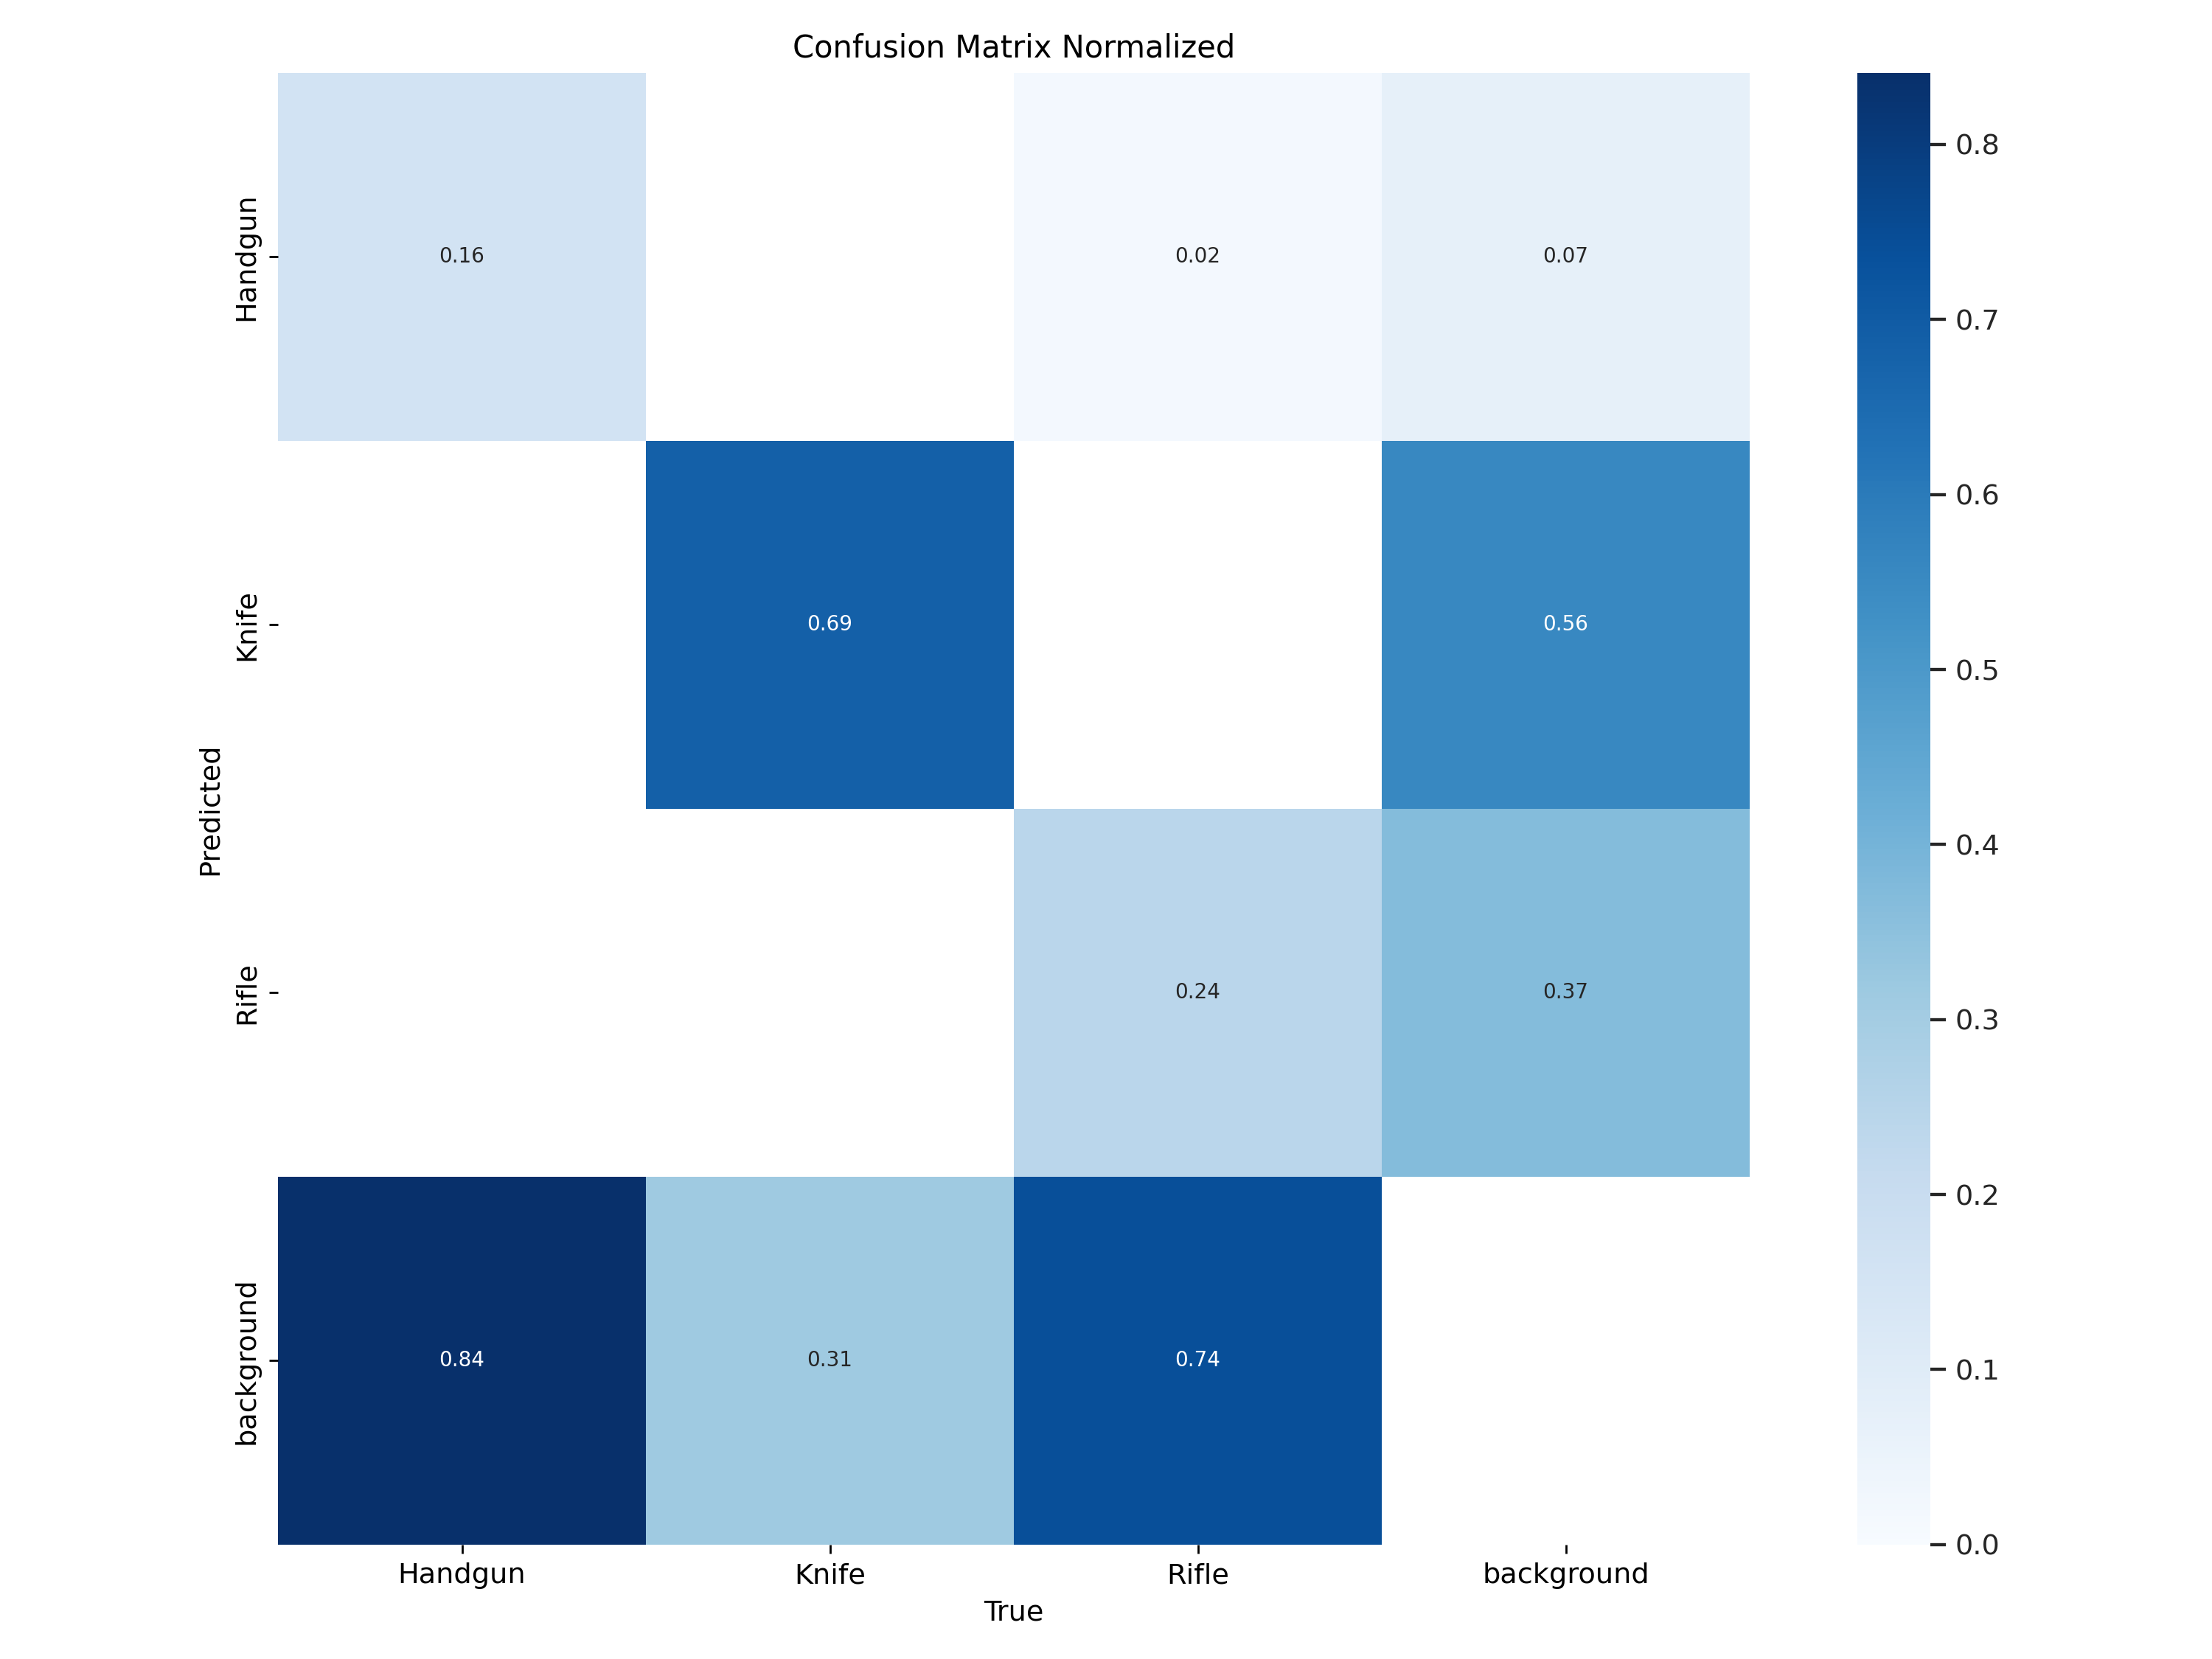 Confusion Matrix Normalized
Handgun
0.16
0.02
0.07
Knife
0.69
0.56
Rifle
0.24
0.37
background
0.84
0.31
0.74
Predicted
Handgun
Knife
Rifle
background
True
0.8
0.7
0.6
0.5
0.4
0.3
0.2
0.1
0.0